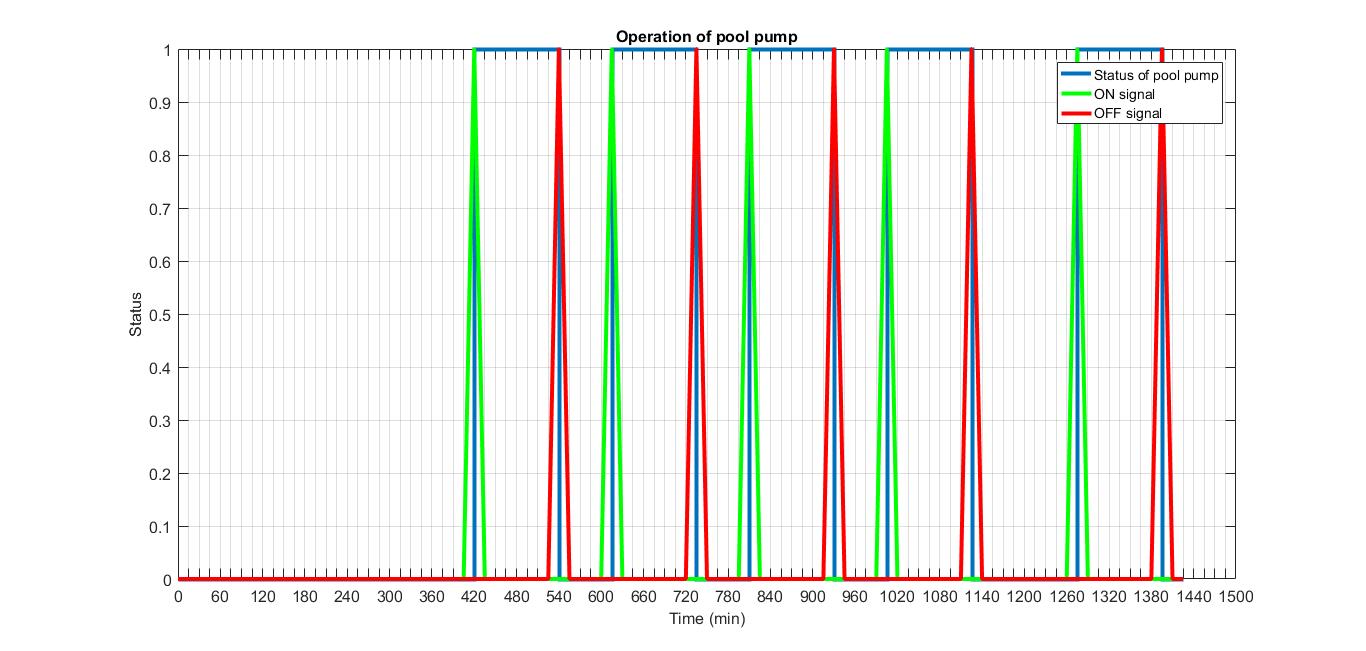 Operation of pool pump
1
0.9
0.8
0.7
0.6
0.5
0.4
0.3
0.2
0.1
0
Status
Status of pool pump
ON signal
OFF signal
0 60 120 180 240 300 360 420 480 540 600 660 720 780 840 900 960 1020 1080 1140 1200 1260 1320 1380 1440 1500
Time (min)